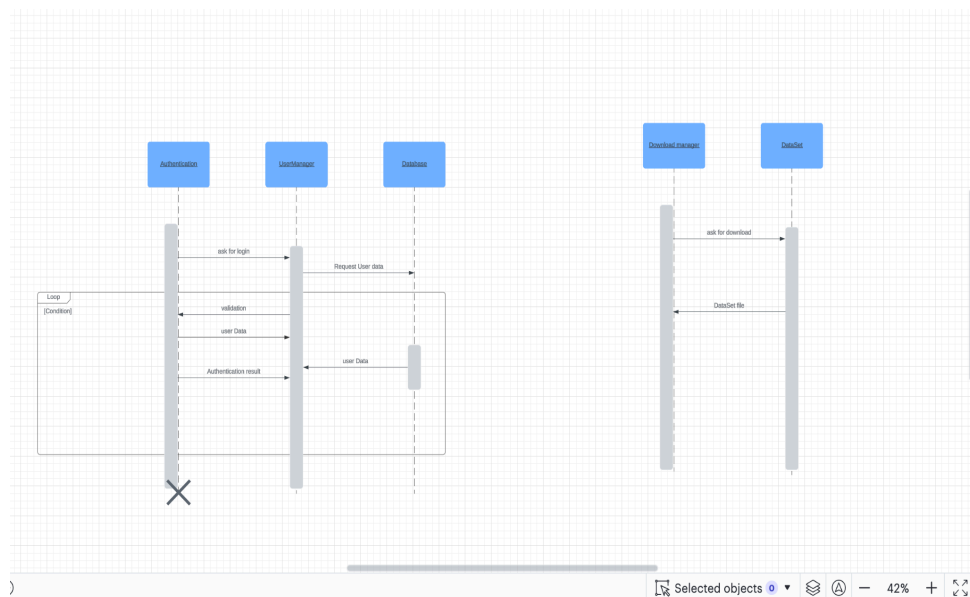 Authentication
UserManager
Database
ask for login
Request User data
Loop
[Condition]
validation
user Data
user Data
Authentication result
Download manager
DataSet
ask for download
DataSet file
Selected objects 0
42%